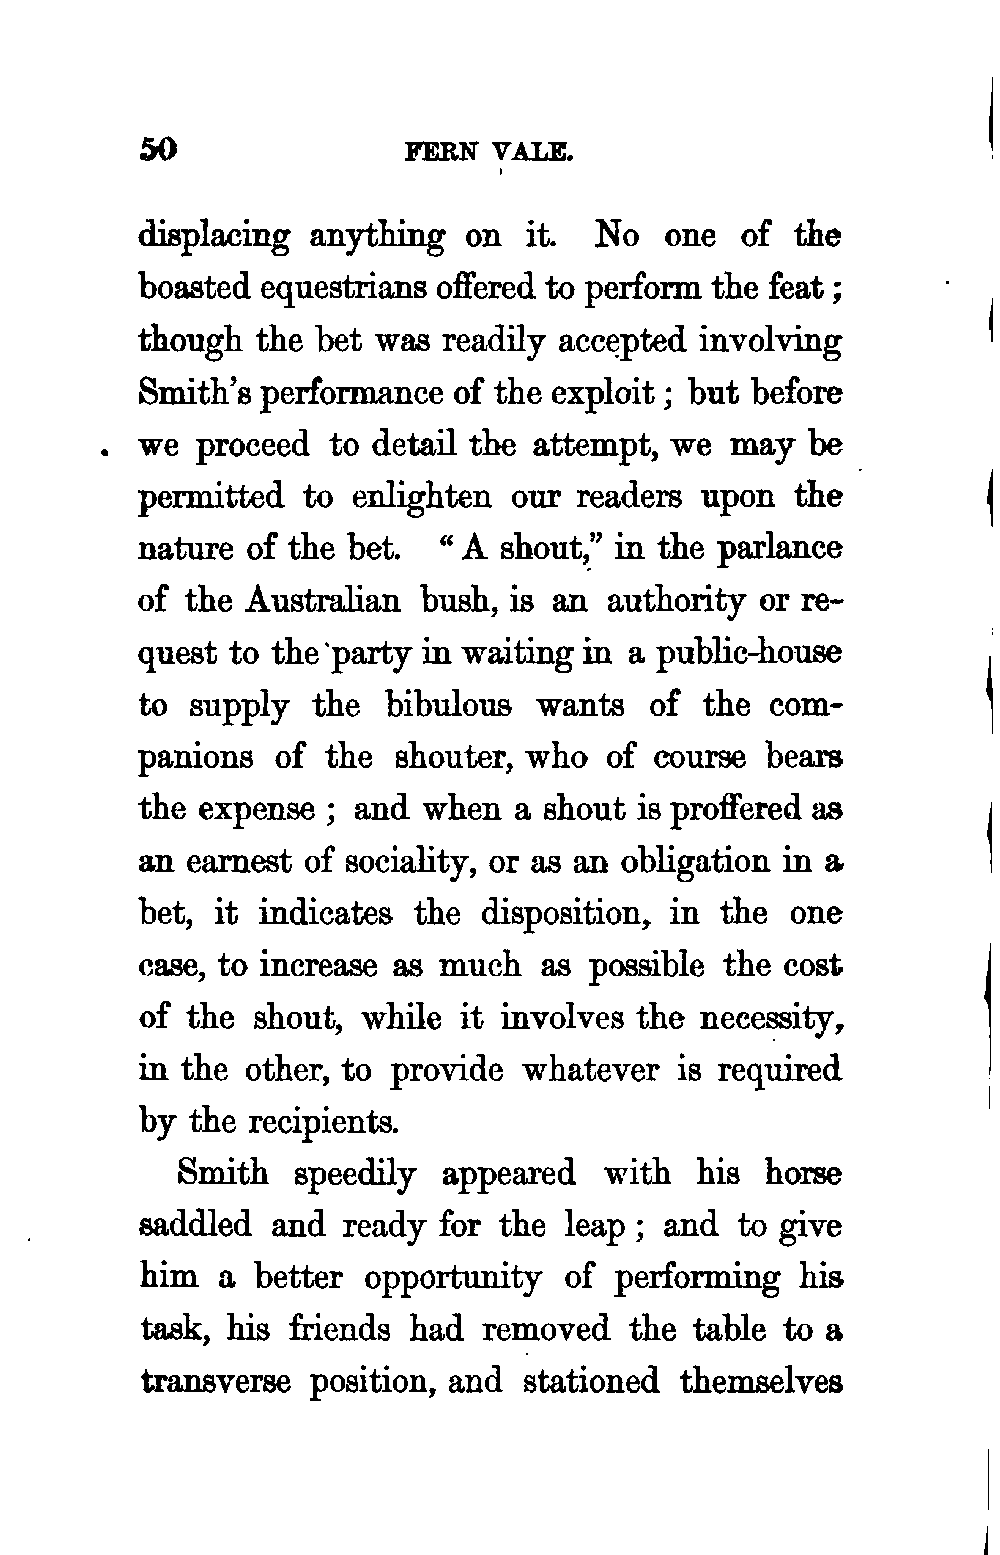 50 FERN VALE.
displacing anything on it. No one of the
boasted equestrians offered to perform the feat ;
though the bet was readily accepted involving
Smith's performance of the exploit ; but before
we proceed to detail the attempt, we may be
permitted to enlighten our readers upon the
nature of the bet. " A shout," in the parlance
of the Australian bush, is an authority or re-
quest to the party in waiting in a public-house
to supply the bibulous wants of the com-
panions of the shouter, who of course bears
the expense ; and when a shout is proffered as
an earnest of sociality, or as an obligation in a
bet, it indicates the disposition, in the one
case, to increase as much as possible the cost
of the shout, while it involves the necessity,
in the other, to provide whatever is required
by the recipients.
Smith speedily appeared with his horse
saddled and ready for the leap ; and to give
him a better opportunity of performing his
task, his friends had removed the table to a
transverse position, and stationed themselves